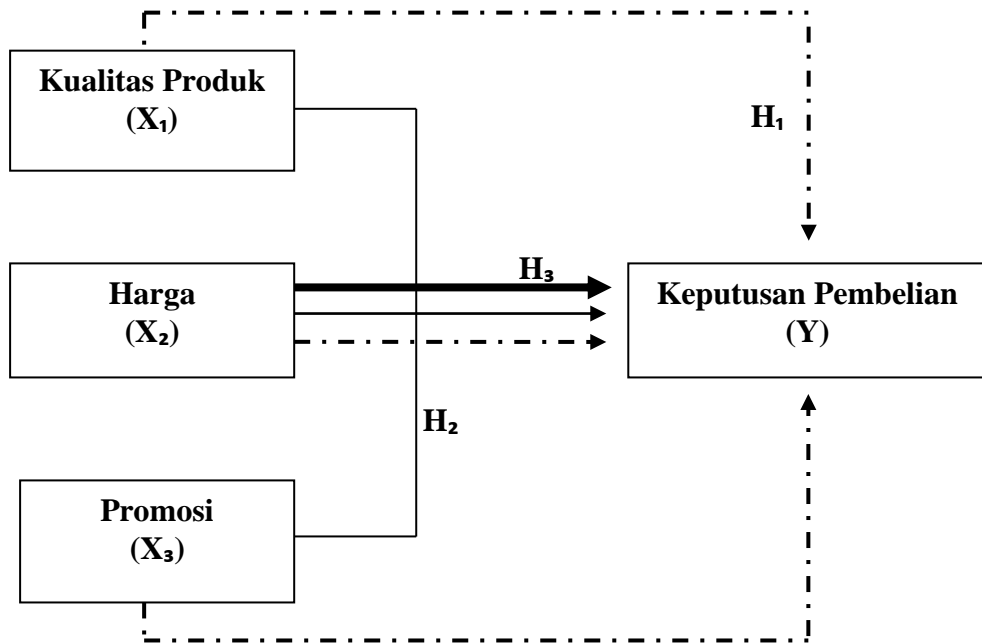 Kualitas Produk
(X₁)
H₁
Harga
(X₂)
H₃
Keputusan Pembelian
(Y)
H₂
Promosi
(X₃)